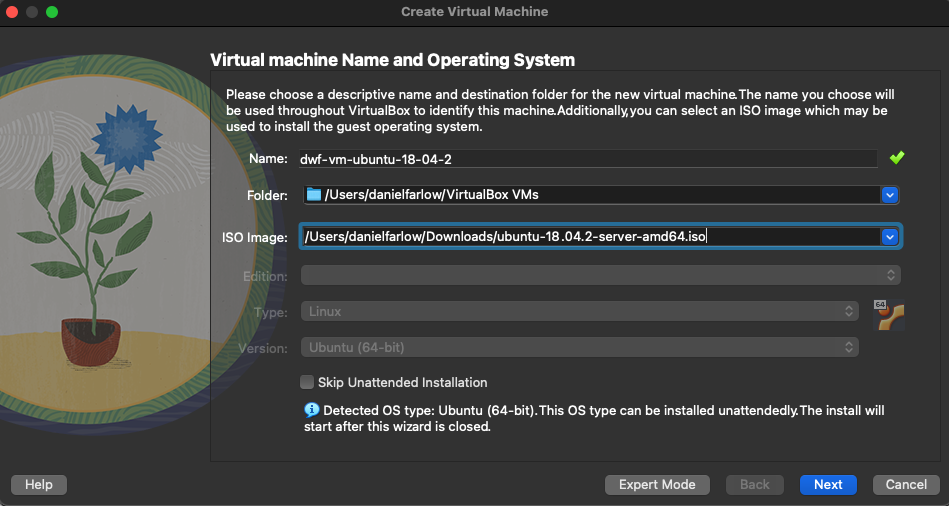 Create Virtual Machine
Virtual machine Name and Operating System
Please choose a descriptive name and destination folder for the new virtual machine.The name you choose will
be used throughout VirtualBox to identify this machine.Additionally,you can select an ISO image which may be
used to install the guest operating system.
Name: dwf-vm-ubuntu-18-04-2
Folder: /Users/danielfarlow/VirtualBox VMs
ISO Image: /Users/danielfarlow/Downloads/ubuntu-18.04.2-server-amd64.iso
Edition:
Type: Linux
64
Version: Ubuntu (64-bit)
Skip Unattended Installation
Detected OS type: Ubuntu (64-bit).This OS type can be installed unattendedly.The install will
start after this wizard is closed.
Help Expert Mode Back Next Cancel